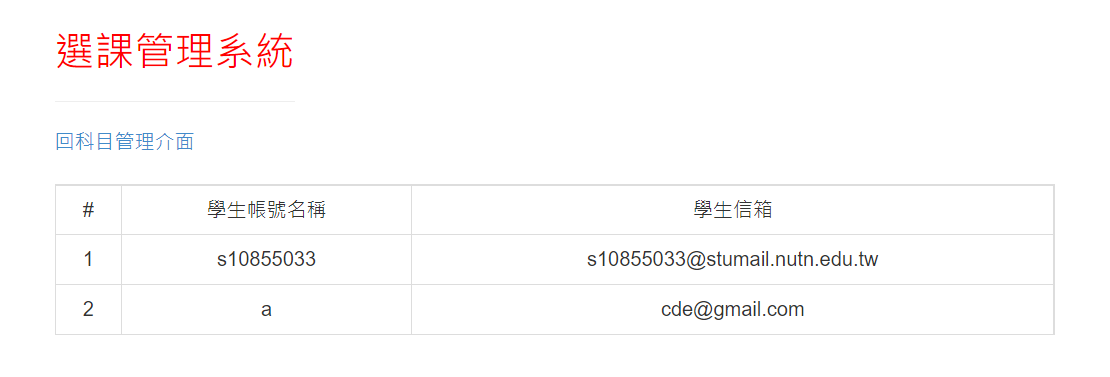 選課管理系統
回科目管理介面
# 學生帳號名稱 學生信箱
1 s10855033 s10855033@stumail.nutn.edu.tw
2 a cde@gmail.com